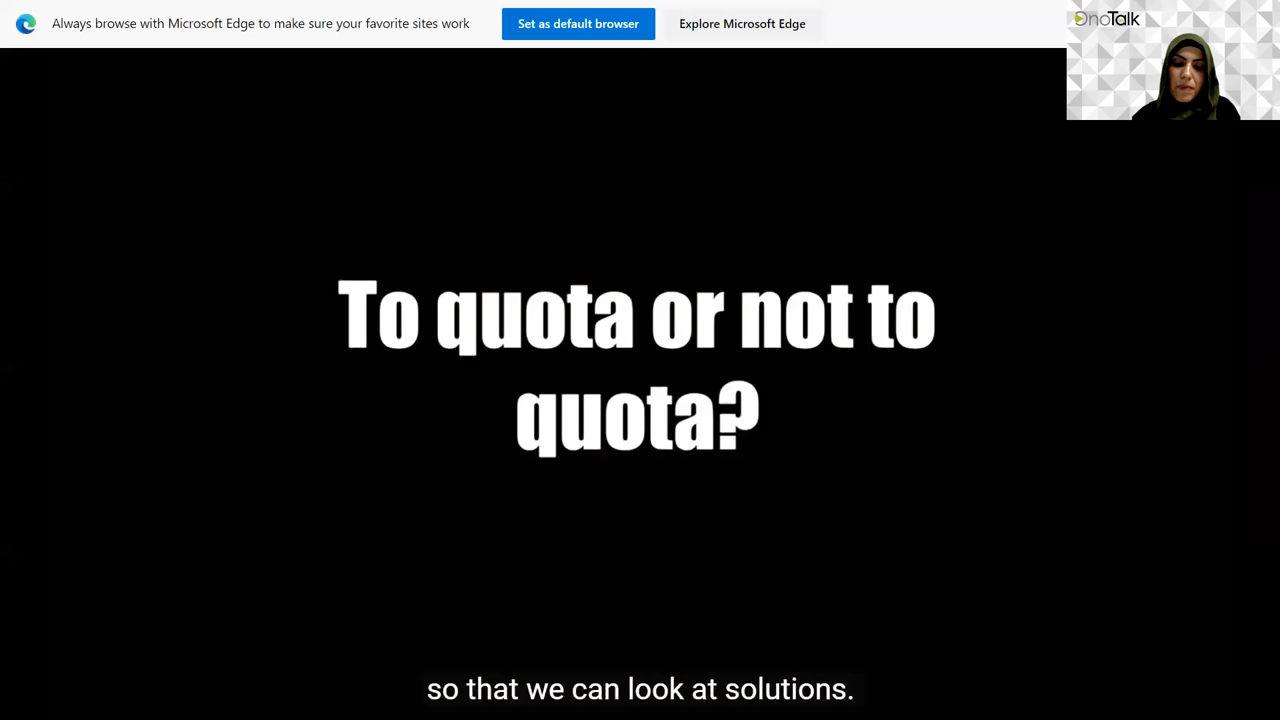 Always browse with Microsoft Edge to make sure your favorite sites work
Set as default browser
Explore Microsoft Edge
OnoTalk
To quota or not to
quota?
so that we can look at solutions.